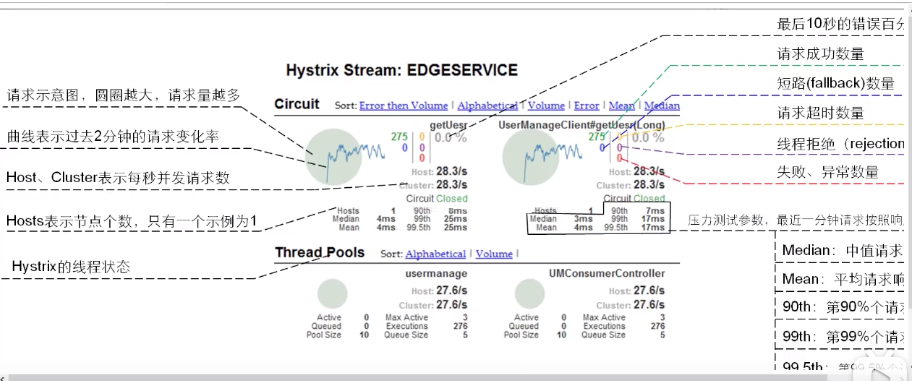 最后10秒的错误百分
请求成功数量
Hystrix Stream: EDGESERVICE
短路(fallback)数量
请求示意图，圆圈越大，请求量越多
Circuit Sort: Error then Volume | Alphabetical | Volume | Error | Mean | Median
请求超时数量
曲线表示过去2分钟的请求变化率
线程拒绝（rejection
Host、Cluster表示每秒并发请求数
失败、异常数量
Hosts表示节点个数，只有一个示例为1
压力测试参数，最近一分钟请求按照响
getUesr
275 0 0.0 %
0 0
0
Host: 28.3/s
Cluster: 28.3/s
Circuit Closed
Hosts 1 90th 8ms
Median 4ms 99th 25ms
Mean 4ms 99.5th 25ms
UserManageClient#getUesr(Long)
275 0 0.0 %
0 0
0
Host: 28.3/s
Cluster: 28.3/s
Circuit Closed
Hosts 1 90th 7ms
Median 3ms 99th 17ms
Mean 4ms 99.5th 17ms
Hystrix的线程状态
Thread Pools Sort: Alphabetical | Volume |
usermanage
Host: 27.6/s
Cluster: 27.6/s
Active 0 Max Active 3
Queued 0 Executions 276
Pool Size 10 Queue Size 5
UMConsumerController
Host: 27.6/s
Cluster: 27.6/s
Active 0 Max Active 3
Queued 0 Executions 276
Pool Size 10 Queue Size 5
Median：中值请求
Mean：平均请求响
90th：第90%个请求
99th：第99%个请求
99.5th：第99.5%个